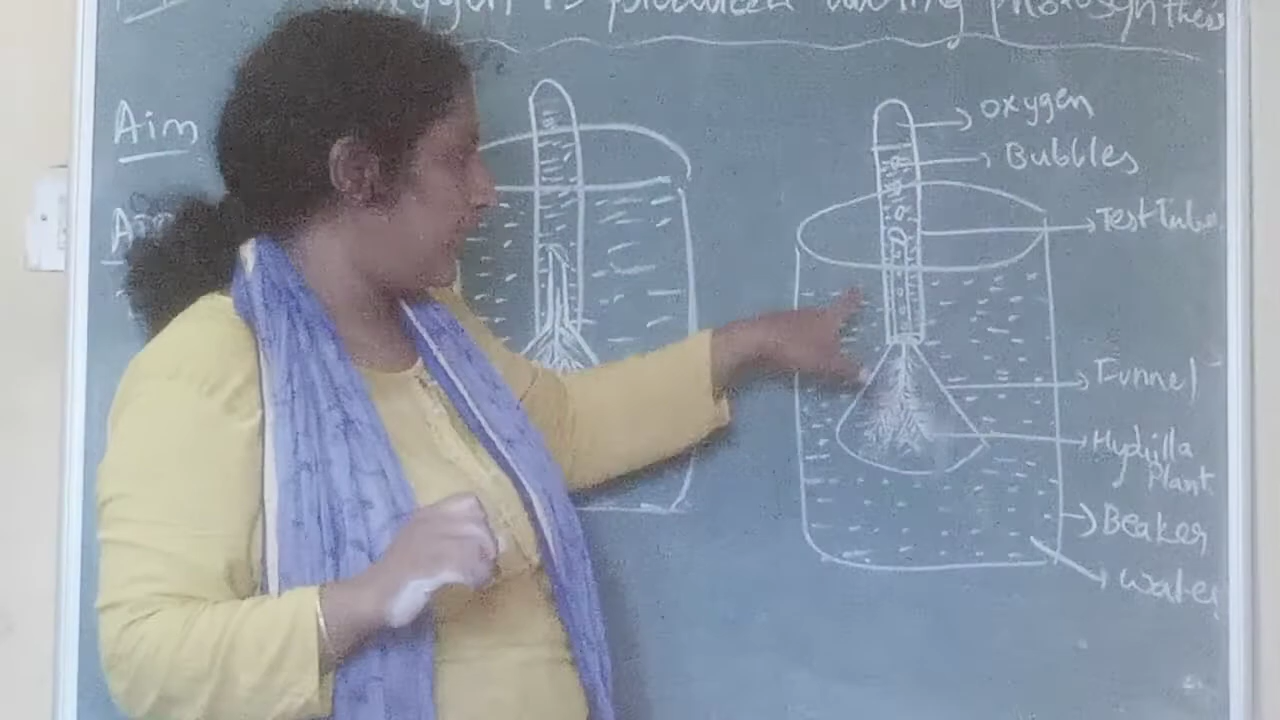 Oxygen is produced during photosynthesis
Aim
oxygen
Bubbles
Test Tube
Funnel
Hydrilla
Plant
Beaker
Water